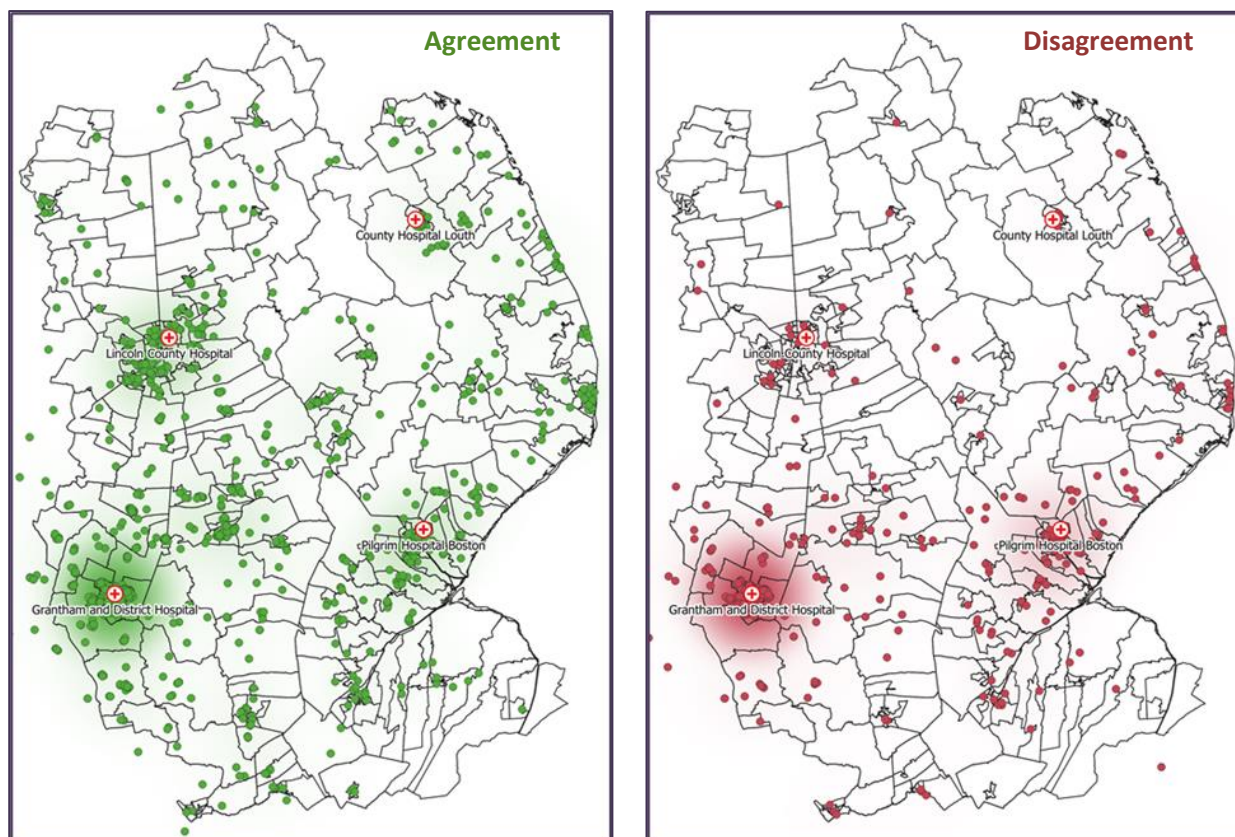 Agreement
County Hospital Louth
Lincoln County Hospital
Pilgrim Hospital Boston
Grantham and District Hospital
Disagreement
County Hospital Louth
Lincoln County Hospital
Pilgrim Hospital Boston
Grantham and District Hospital